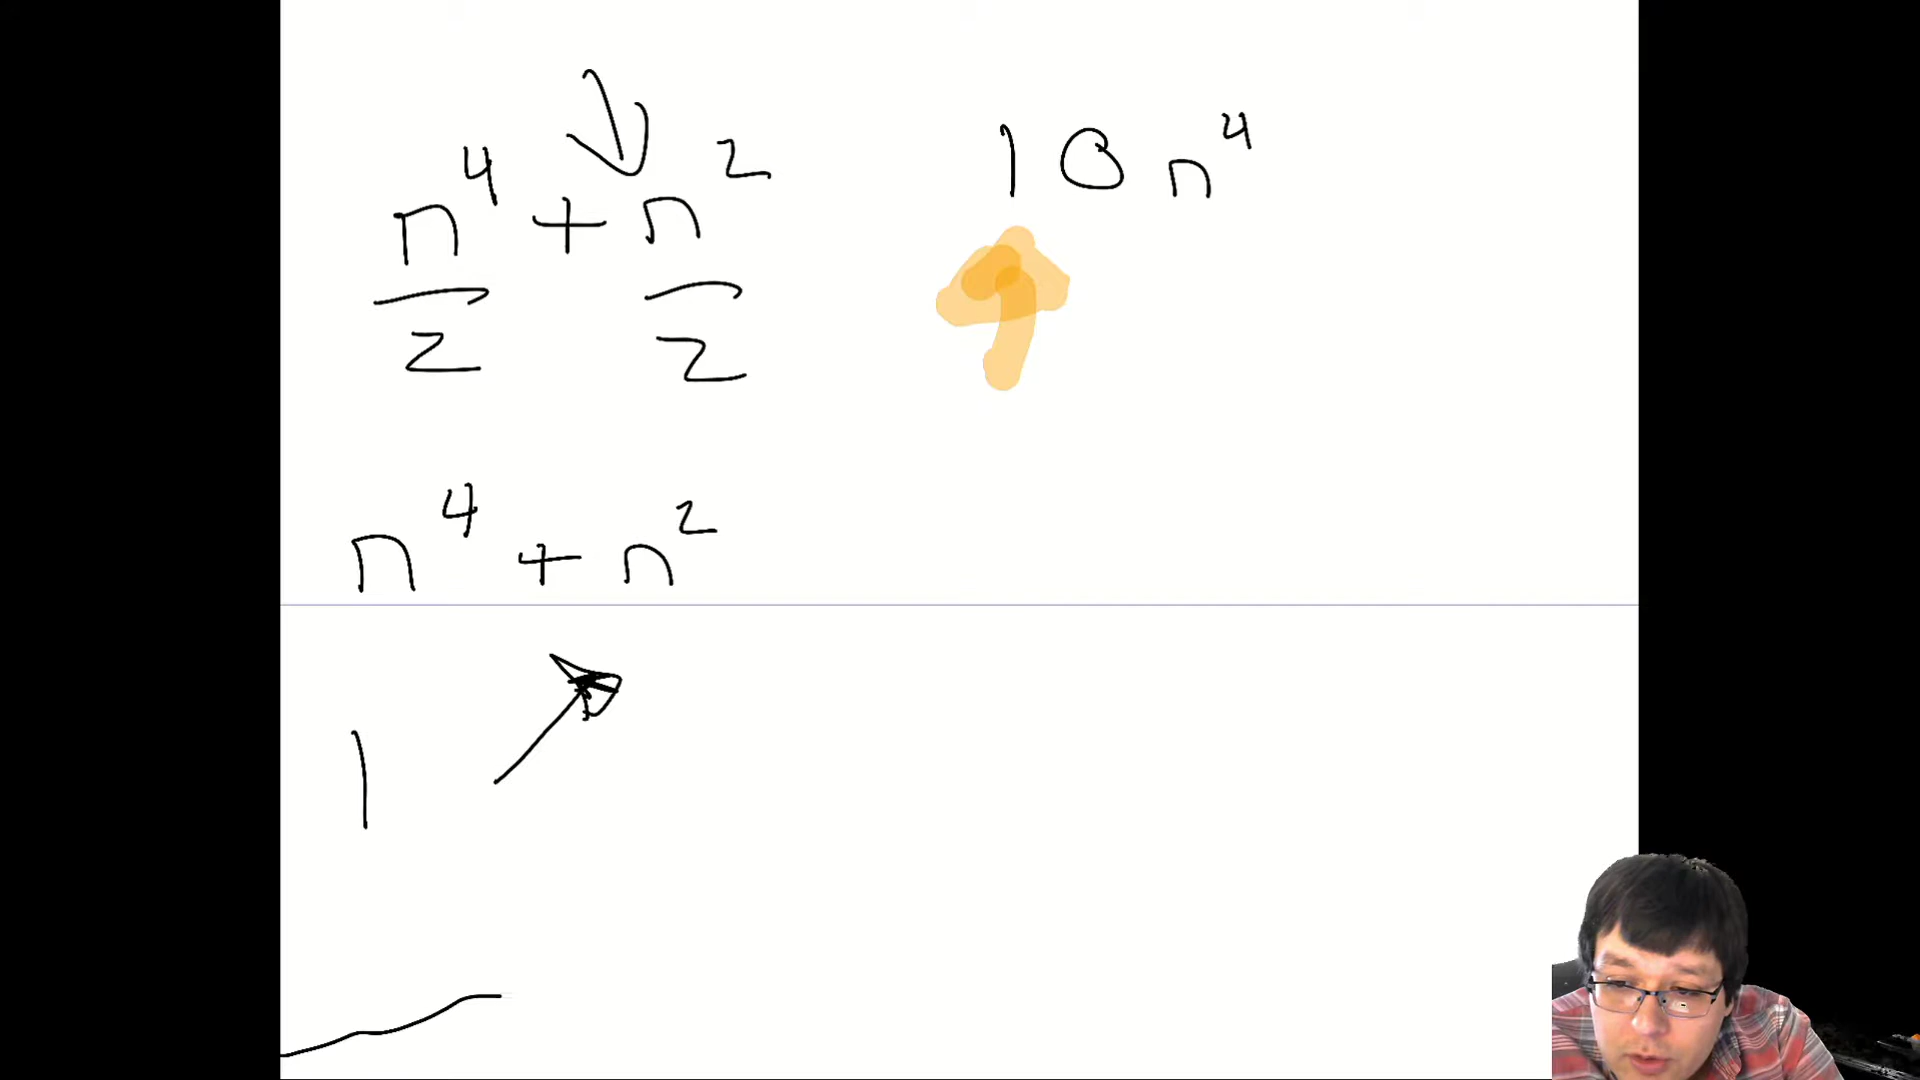 n⁴/2 + n²/2
10n⁴
n⁴ + n²
1